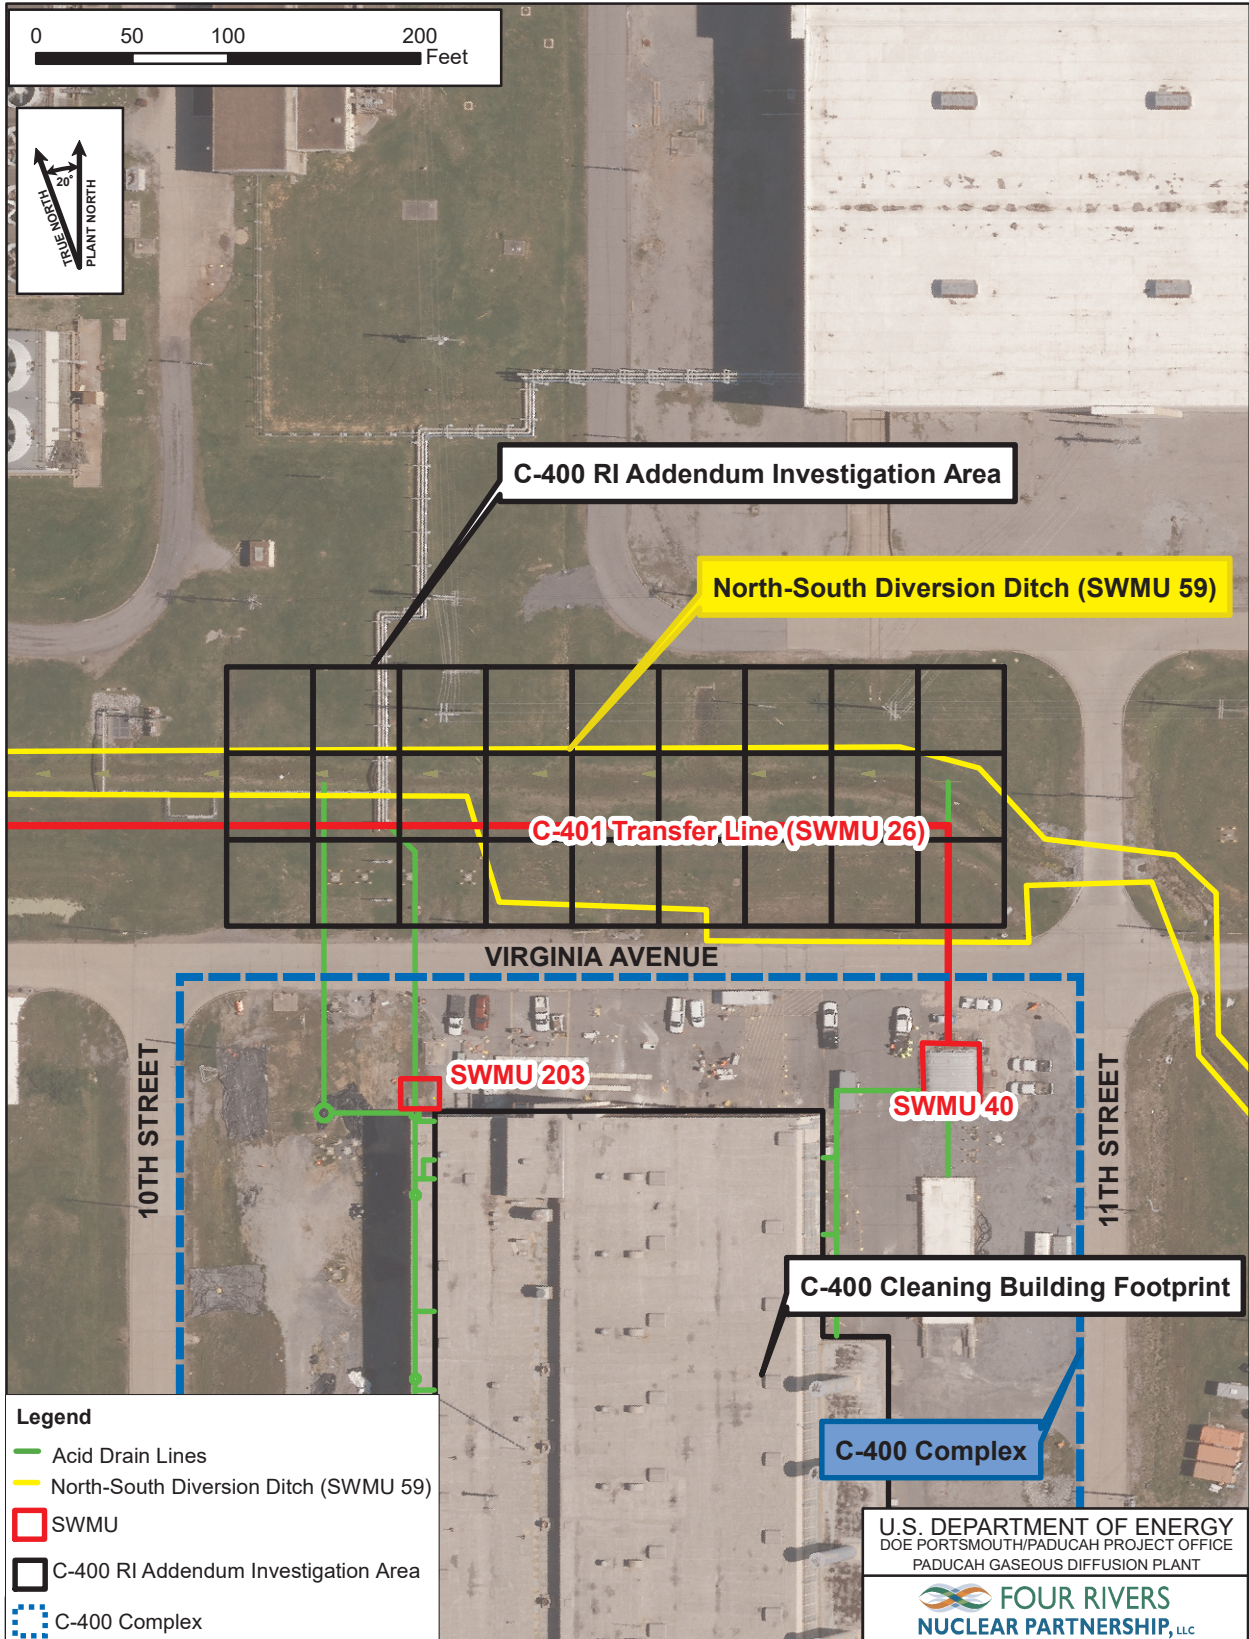 0 50 100 200
Feet
TRUE NORTH
20°
PLANT NORTH
C-400 RI Addendum Investigation Area
North-South Diversion Ditch (SWMU 59)
C-401 Transfer Line (SWMU 26)
VIRGINIA AVENUE
10TH STREET
SWMU 203
SWMU 40
11TH STREET
C-400 Cleaning Building Footprint
C-400 Complex
Legend
Acid Drain Lines
North-South Diversion Ditch (SWMU 59)
SWMU
C-400 RI Addendum Investigation Area
C-400 Complex
U.S. DEPARTMENT OF ENERGY
DOE PORTSMOUTH/PADUCAH PROJECT OFFICE
PADUCAH GASEOUS DIFFUSION PLANT
FOUR RIVERS
NUCLEAR PARTNERSHIP, LLC